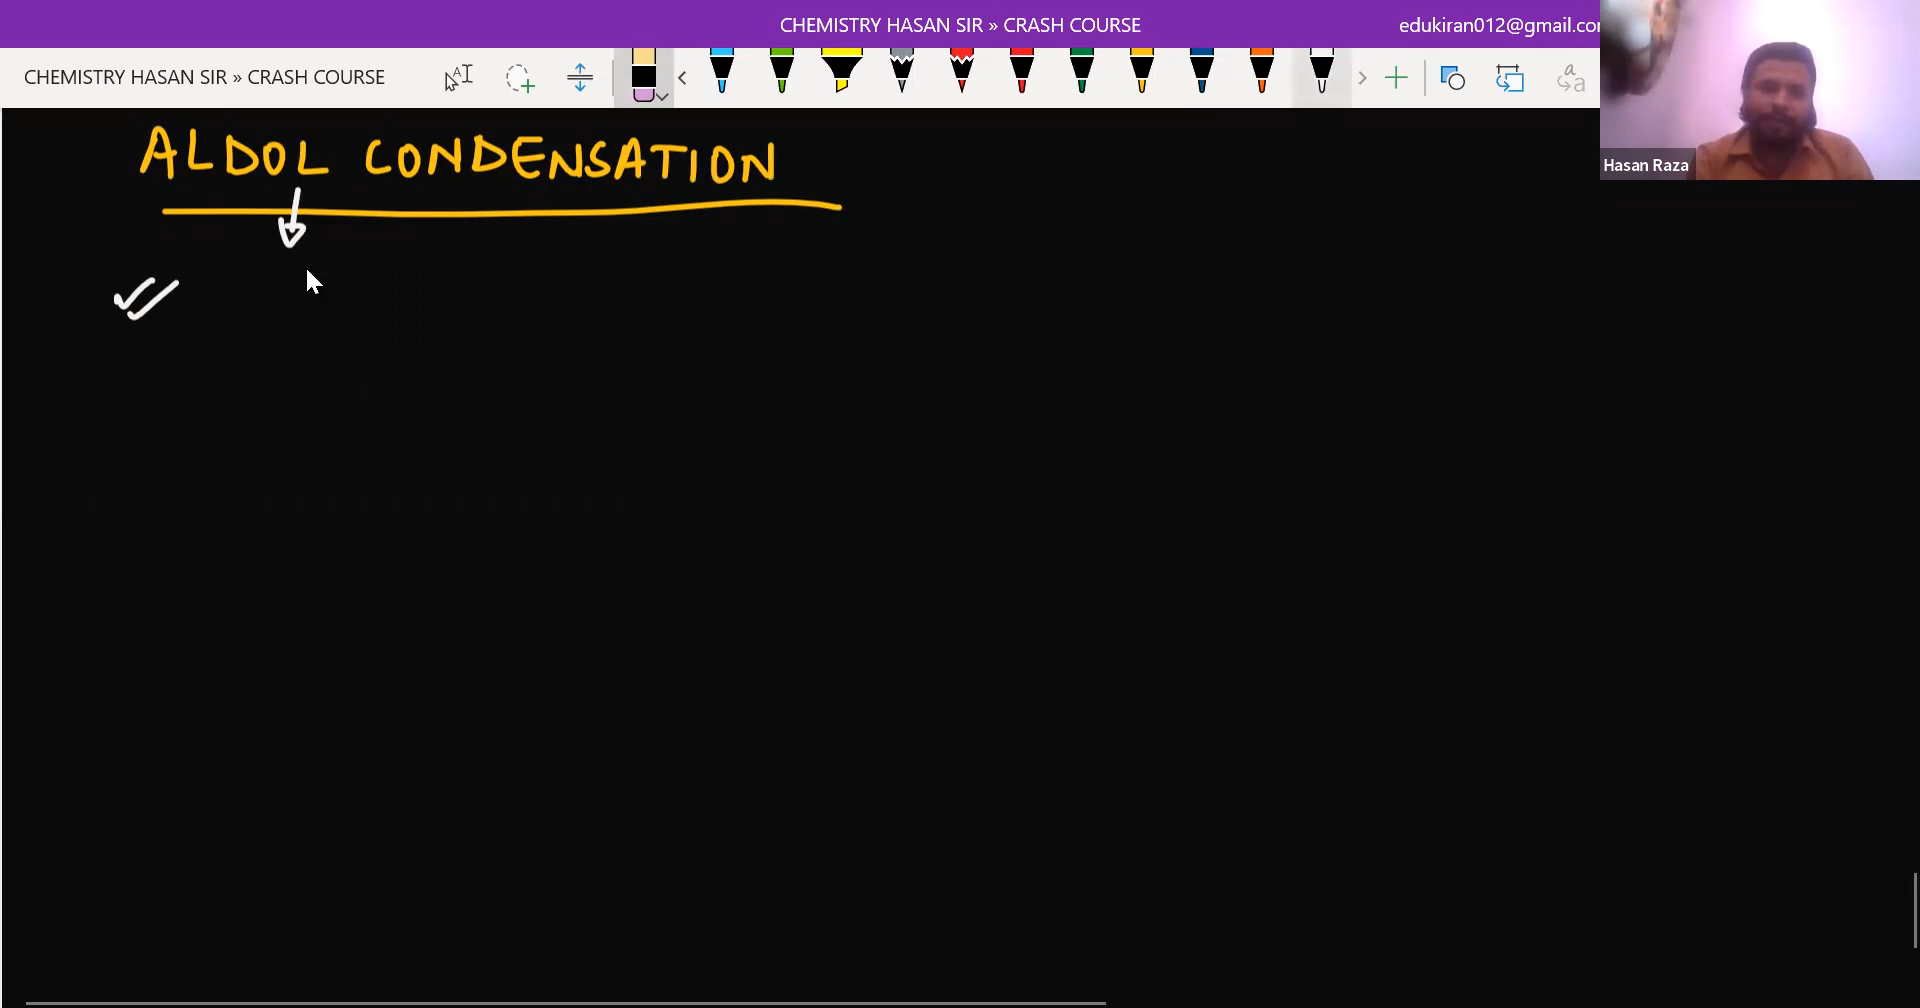 CHEMISTRY HASAN SIR » CRASH COURSE
edukiran012@gmail.co
CHEMISTRY HASAN SIR » CRASH COURSE
Hasan Raza
ALDOL CONDENSATION